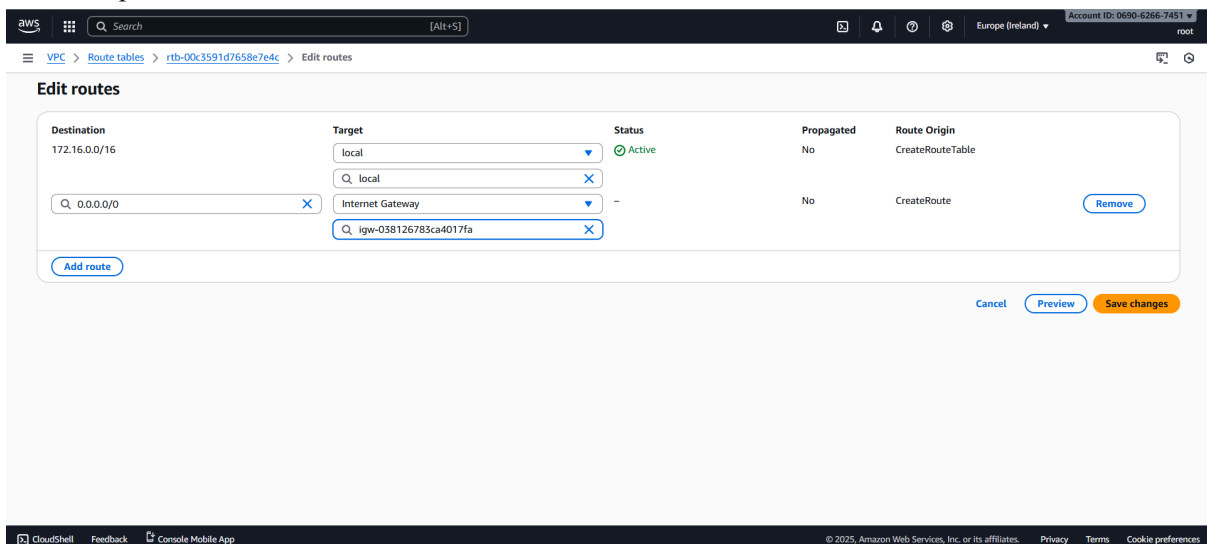 aws
Search [Alt+S]
Europe (Ireland)
Account ID: 0690-6266-7451
root
VPC > Route tables > rtb-00c3591d7658e7e4c > Edit routes
Edit routes
Destination Target Status Propagated Route Origin
172.16.0.0/16 local Active No CreateRouteTable
local
0.0.0.0/0 Internet Gateway – No CreateRoute Remove
igw-038126783ca4017fa
Add route
Cancel Preview Save changes
CloudShell Feedback Console Mobile App © 2025, Amazon Web Services, Inc. or its affiliates. Privacy Terms Cookie preferences